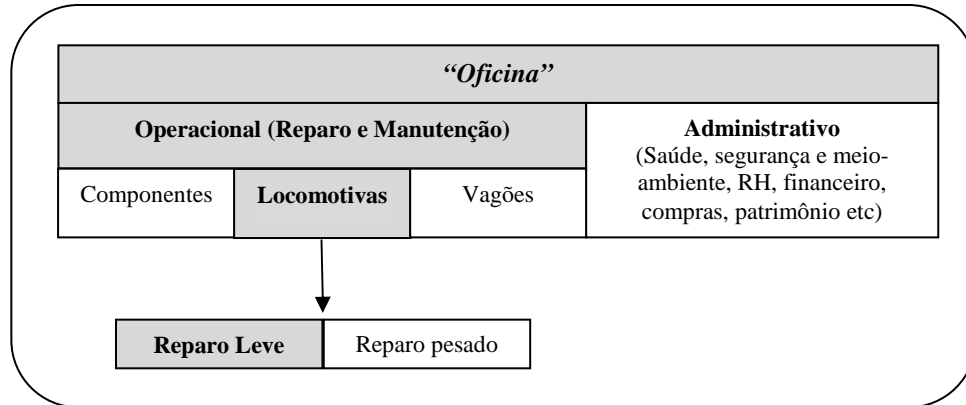 “Oficina”
Operacional (Reparo e Manutenção)
Componentes
Locomotivas
Vagões
Administrativo
(Saúde, segurança e meio-
ambiente, RH, financeiro,
compras, patrimônio etc)
Reparo Leve
Reparo pesado